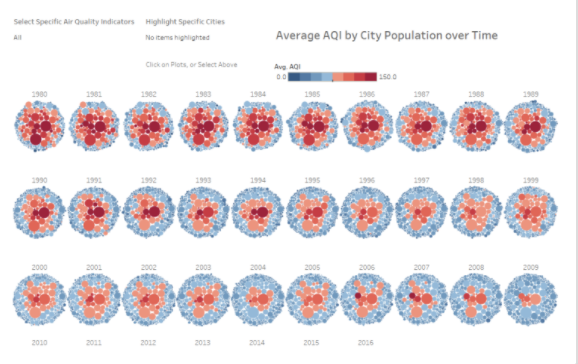 Select Specific Air Quality Indicators Highlight Specific Cities
All No items highlighted
Average AQI by City Population over Time
Click on Plots, or Select Above
Avg. AQI
0.0 150.0
1980 1981 1982 1983 1984 1985 1986 1987 1988 1989
1990 1991 1992 1993 1994 1995 1996 1997 1998 1999
2000 2001 2002 2003 2004 2005 2006 2007 2008 2009
2010 2011 2012 2013 2014 2015 2016